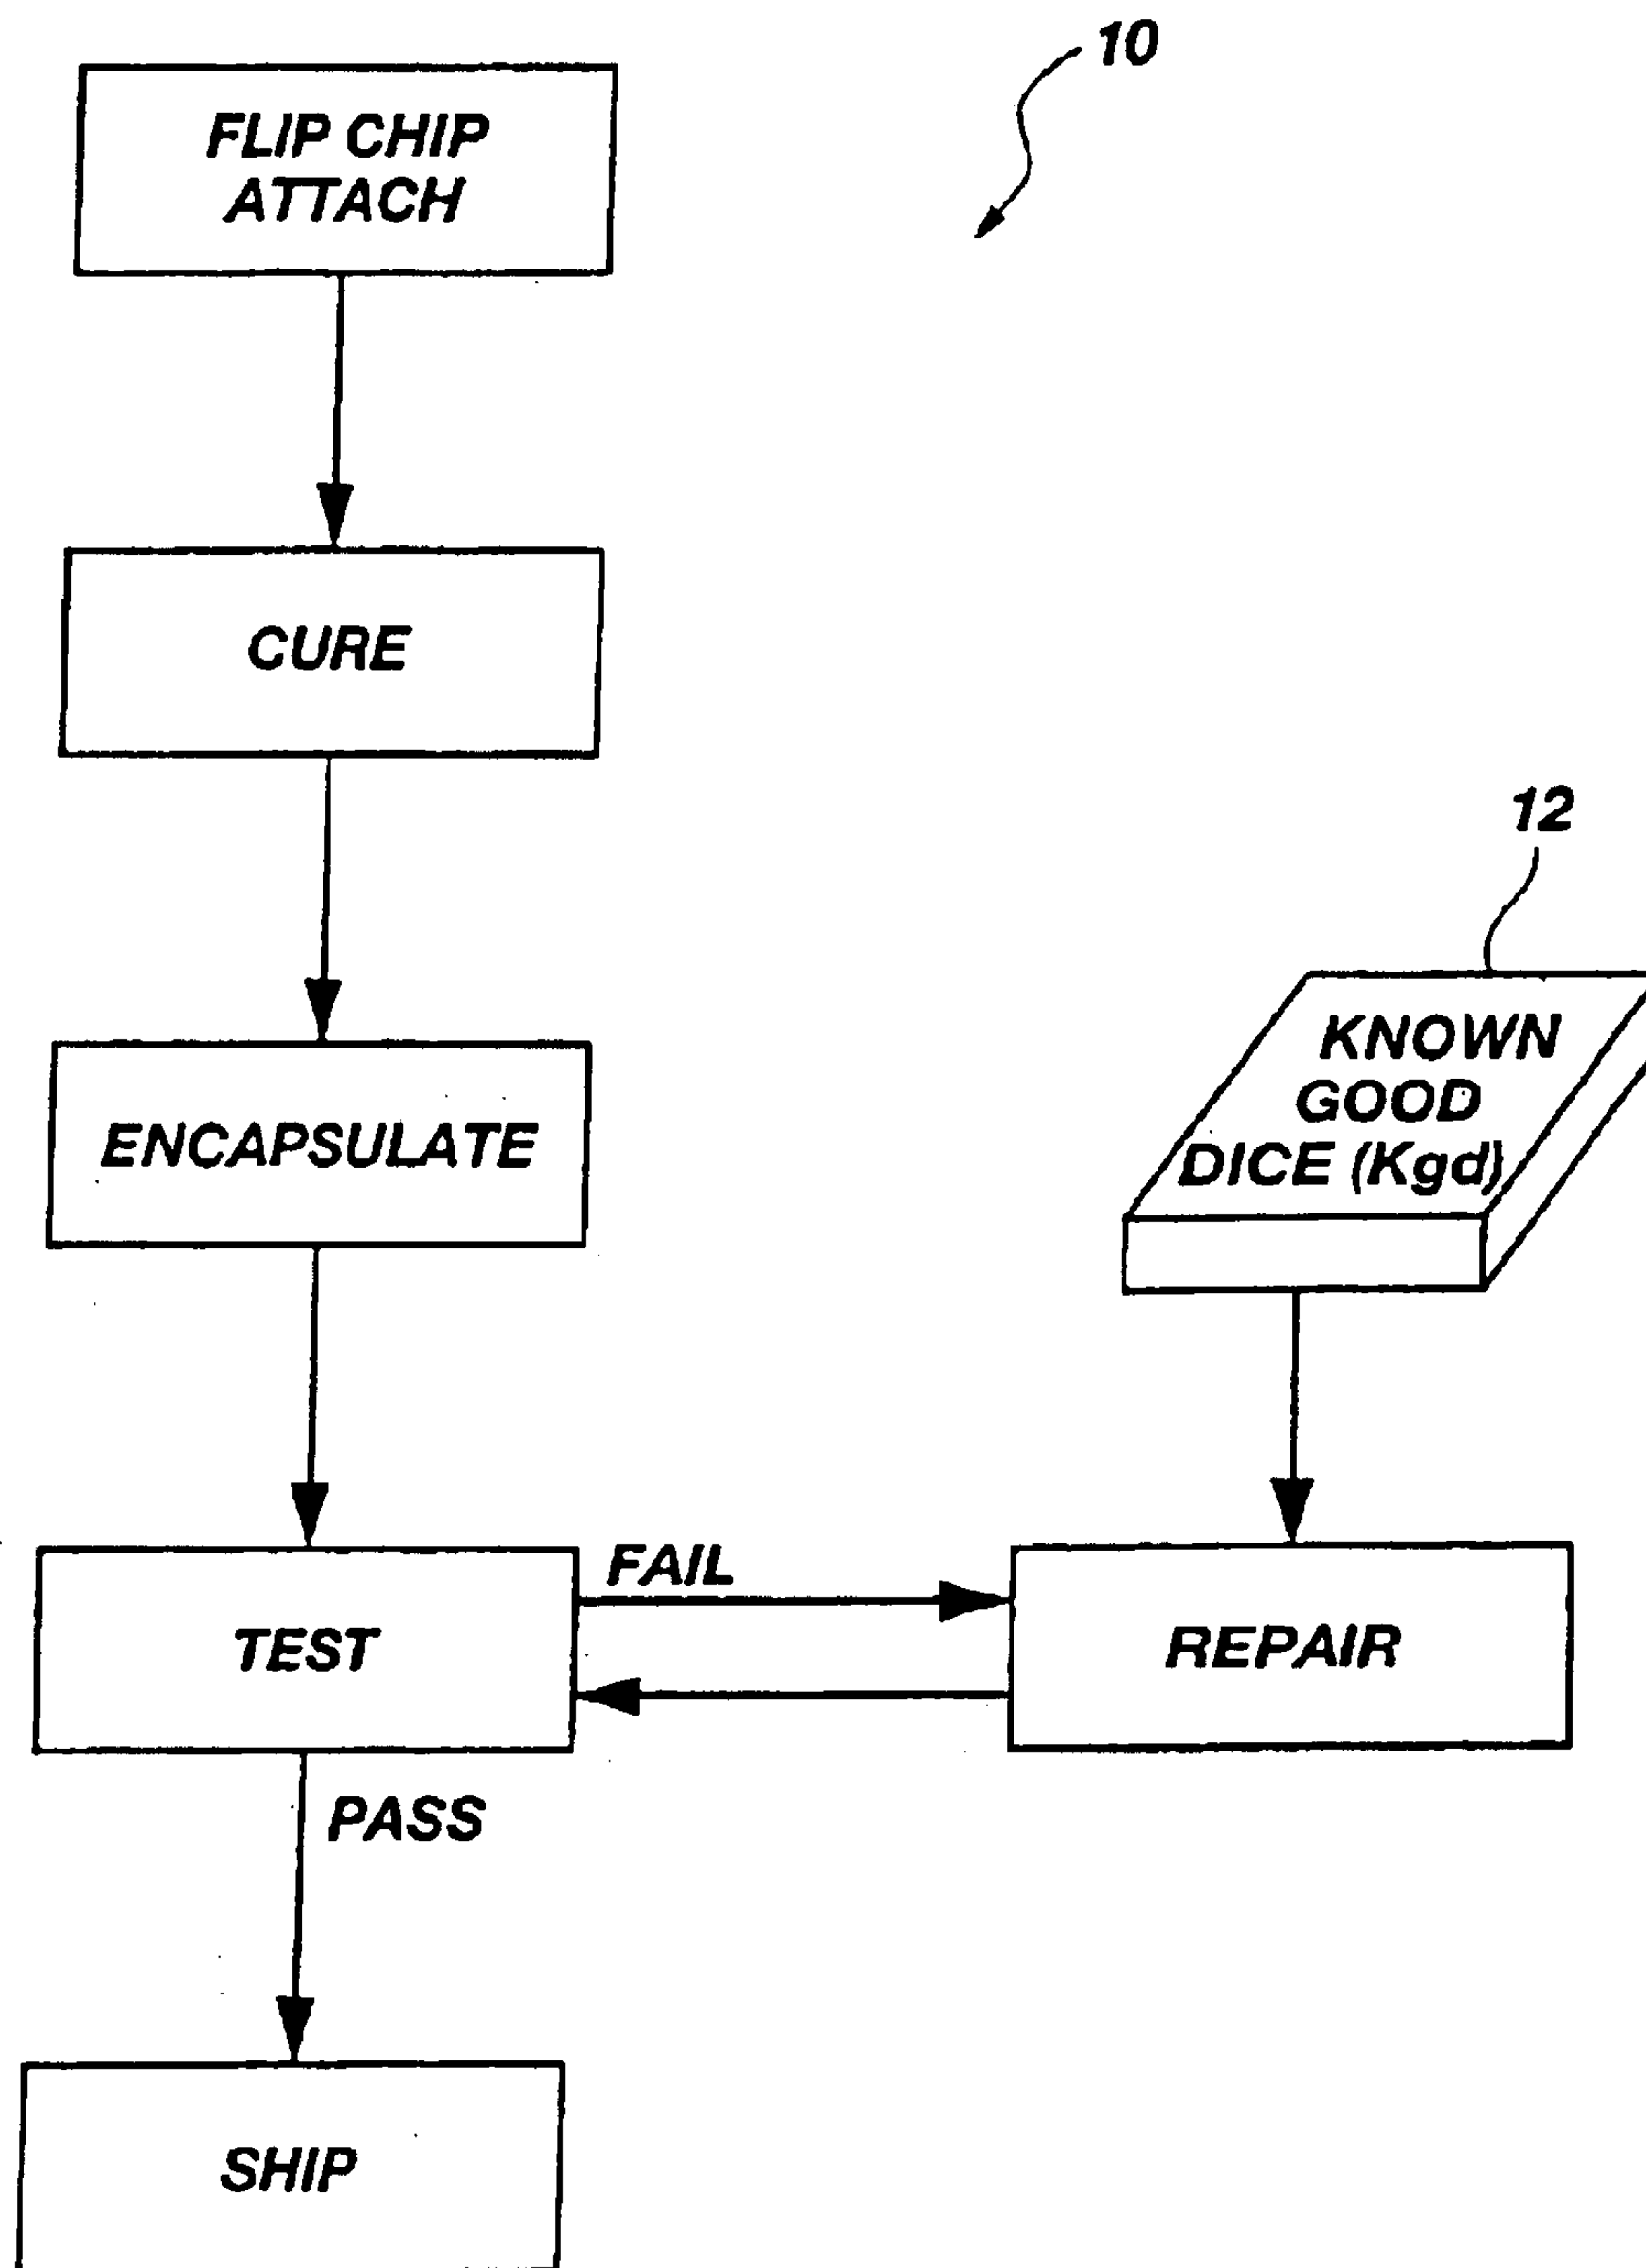 10
FLIP CHIP
ATTACH
CURE
12
KNOWN
GOOD
DICE (Kgd)
ENCAPSULATE
FAIL
TEST
REPAIR
PASS
SHIP